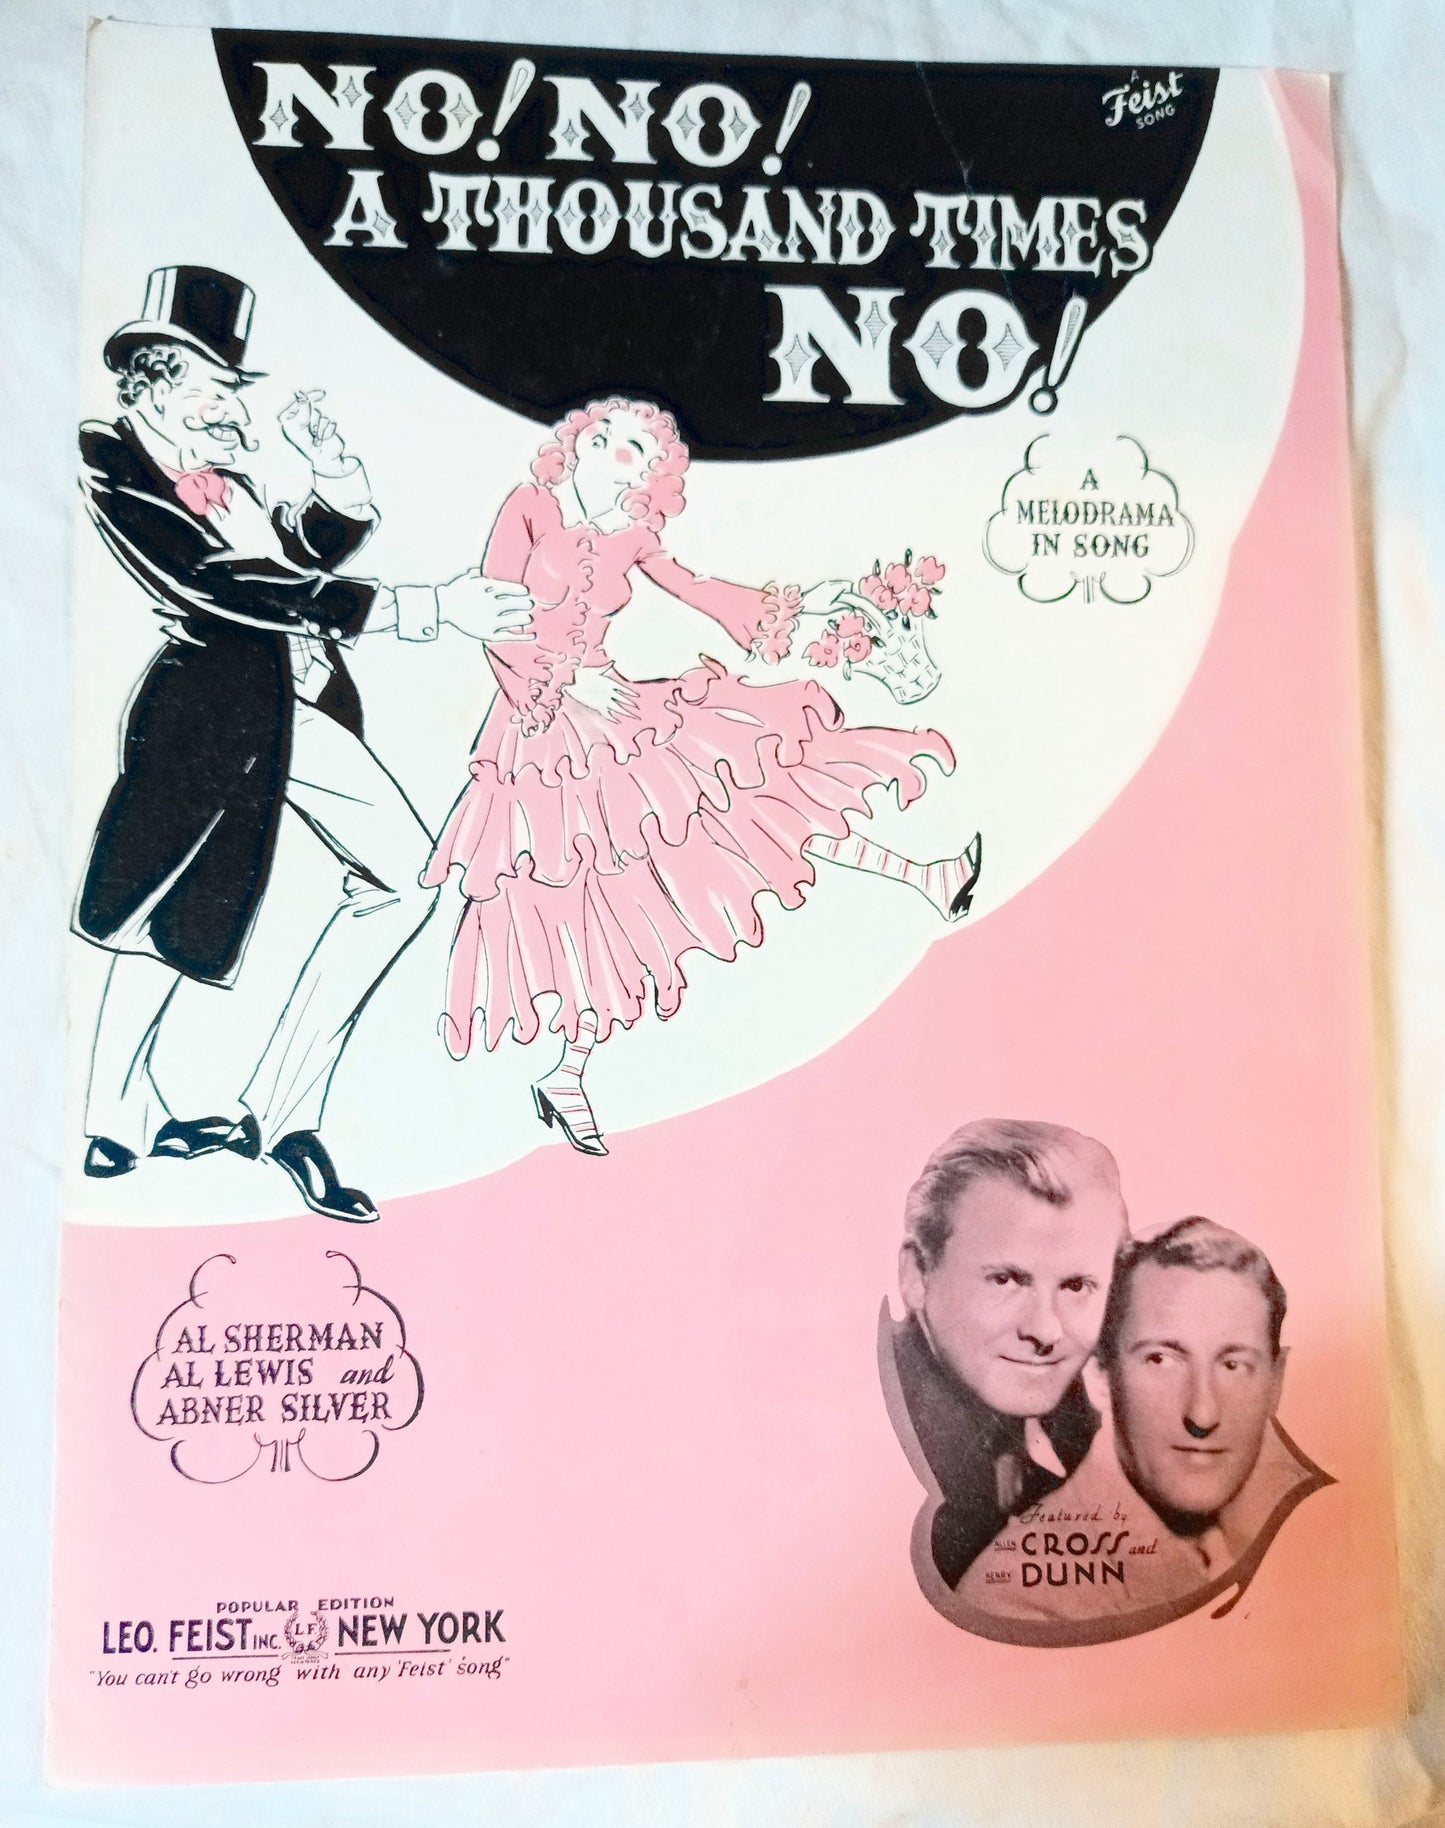 NO! NO!
A THOUSAND TIMES
NO!
A
Feist
SONG
A
MELODRAMA
IN SONG
AL SHERMAN
AL LEWIS and
ABNER SILVER
Featured by
ALLEN CROSS and
HENRY DUNN
POPULAR EDITION
LEO. FEIST INC. LF NEW YORK
"You can't go wrong with any 'Feist' song"